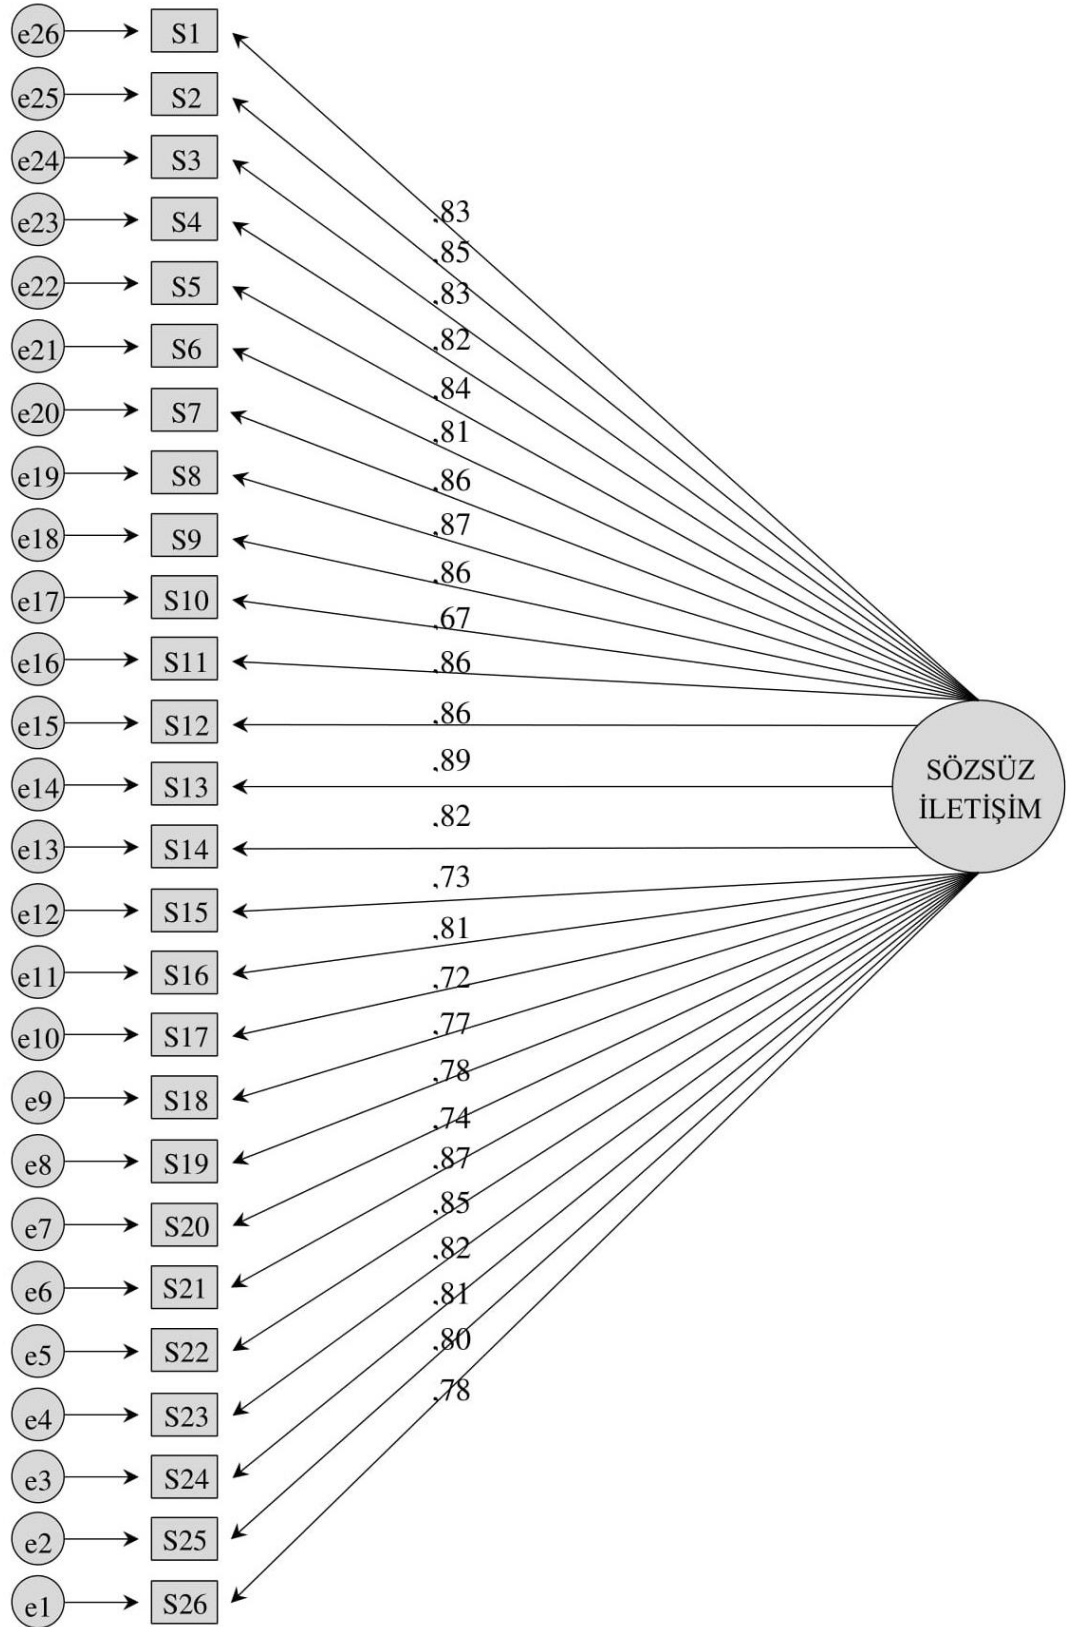 e26 S1
e25 S2
e24 S3
e23 S4
,83
e22 S5
,85
,83
e21 S6
,82
e20 S7
,84
,81
e19 S8
,86
e18 S9
,87
,86
e17 S10
,67
e16 S11
,86
e15 S12
,86
,89
SÖZSÜZ
İLETİŞİM
e14 S13
,82
e13 S14
,73
e12 S15
,81
e11 S16
,72
e10 S17
,77
,78
e9 S18
,74
e8 S19
,87
e7 S20
,85
,82
e6 S21
,81
,80
e5 S22
,78
e4 S23
e3 S24
e2 S25
e1 S26